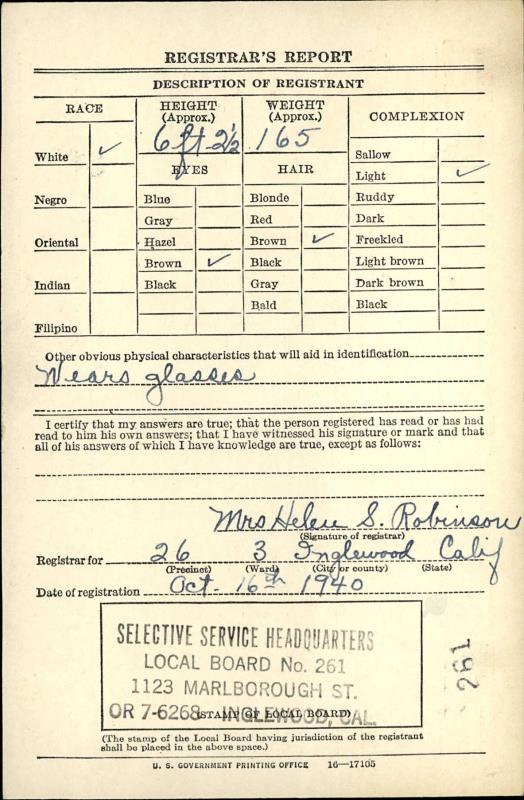 REGISTRAR'S REPORT
DESCRIPTION OF REGISTRANT
RACE
HEIGHT (Approx.)
WEIGHT (Approx.)
COMPLEXION
6 ft. 2 1/2
165
White ✓
Negro
Oriental
Indian
Filipino
EYES
Blue
Gray
Hazel
Brown ✓
Black
HAIR
Blonde
Red
Brown ✓
Black
Gray
Bald
Sallow
Light ✓
Ruddy
Dark
Freckled
Light brown
Dark brown
Black
Other obvious physical characteristics that will aid in identification
Wears glasses
I certify that my answers are true; that the person registered has read or has had
read to him his own answers; that I have witnessed his signature or mark and that
all of his answers of which I have knowledge are true, except as follows:
Mrs Helen S. Robinson
(Signature of registrar)
Registrar for 26 3 Inglewood Calif
(Precinct) (Ward) (City or county) (State)
Date of registration Oct. 16th 1940
SELECTIVE SERVICE HEADQUARTERS
LOCAL BOARD No. 261
1123 MARLBOROUGH ST.
OR 7-6268 INGLEWOOD, CAL.
(STAMP OF LOCAL BOARD)
261
(The stamp of the Local Board having jurisdiction of the registrant
shall be placed in the above space.)
U. S. GOVERNMENT PRINTING OFFICE 16—17105